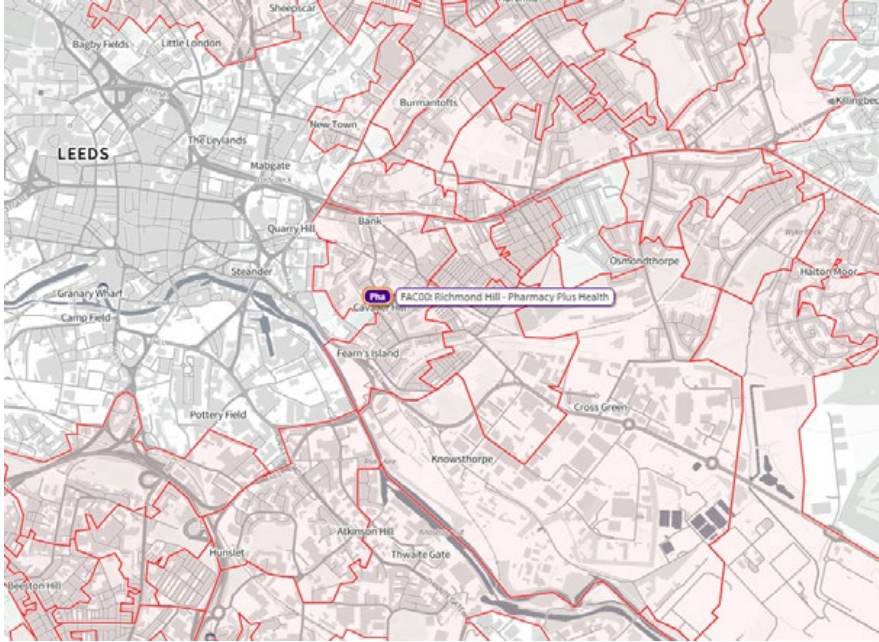 Sheepscar
Bagby Fields
Little London
Killingbeck
Burmantofts
New Town
The Leylands
LEEDS
Mabgate
Bank
Quarry Hill
Osmondthorpe
Steander
Halton Moor
Granary Wharf
Pha
FAC00: Richmond Hill - Pharmacy Plus Health
Camp Field
Fearn's Island
Cross Green
Pottery Field
Knowsthorpe
Atkinson Hill
Hunslet
Thwaite Gate
Beeston Hill